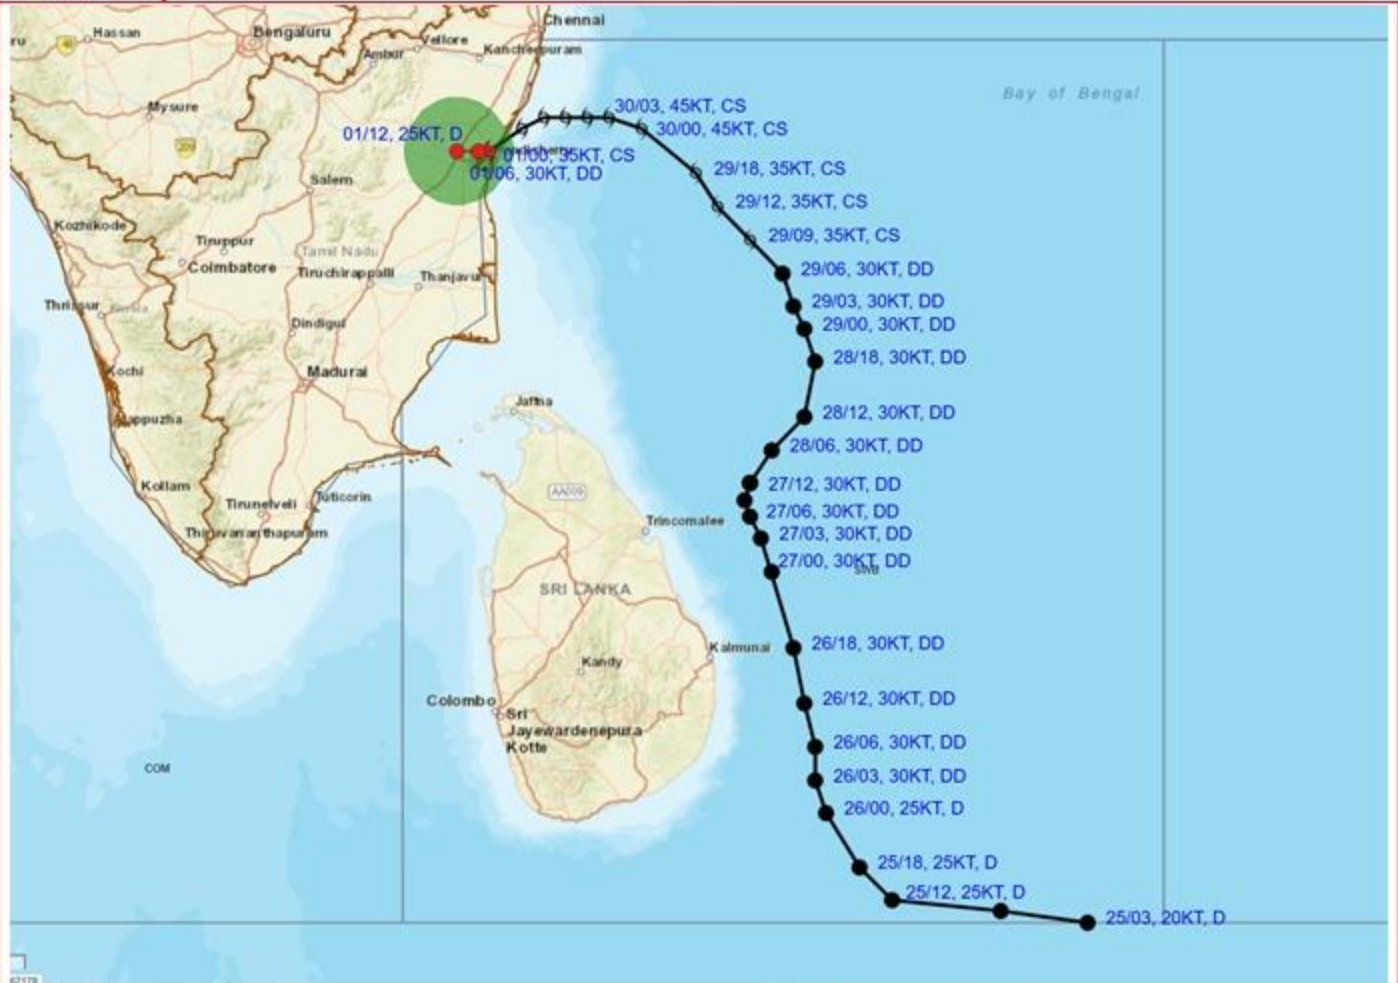 Chennai
Hassan
Bengaluru
ru
48
Vellore
Ambur
Kancheepuram
Bay of Bengal
Mysure
30/03, 45KT, CS
30/00, 45KT, CS
01/12, 25KT, D
01/00, 35KT, CS
01/06, 30KT, DD
29/18, 35KT, CS
Salem
29/12, 35KT, CS
Kozhikode
29/09, 35KT, CS
Tiruppur
Tamil Nadu
Coimbatore
Tiruchirappalli
Thanjavur
29/06, 30KT, DD
29/03, 30KT, DD
Thrissur
Kerala
Dindigul
29/00, 30KT, DD
28/18, 30KT, DD
Kochi
Madurai
Jaffna
28/12, 30KT, DD
Alappuzha
28/06, 30KT, DD
Kollam
27/12, 30KT, DD
AA009
Tirunelveli
Tuticorin
27/06, 30KT, DD
Trincomalee
Thiruvananthapuram
27/03, 30KT, DD
27/00, 30KT, DD
SWB
SRI LANKA
26/18, 30KT, DD
Kalmunai
Kandy
Colombo
26/12, 30KT, DD
Sri
Jayewardenepura
Kotte
26/06, 30KT, DD
COM
26/03, 30KT, DD
26/00, 25KT, D
25/18, 25KT, D
25/12, 25KT, D
25/03, 20KT, D